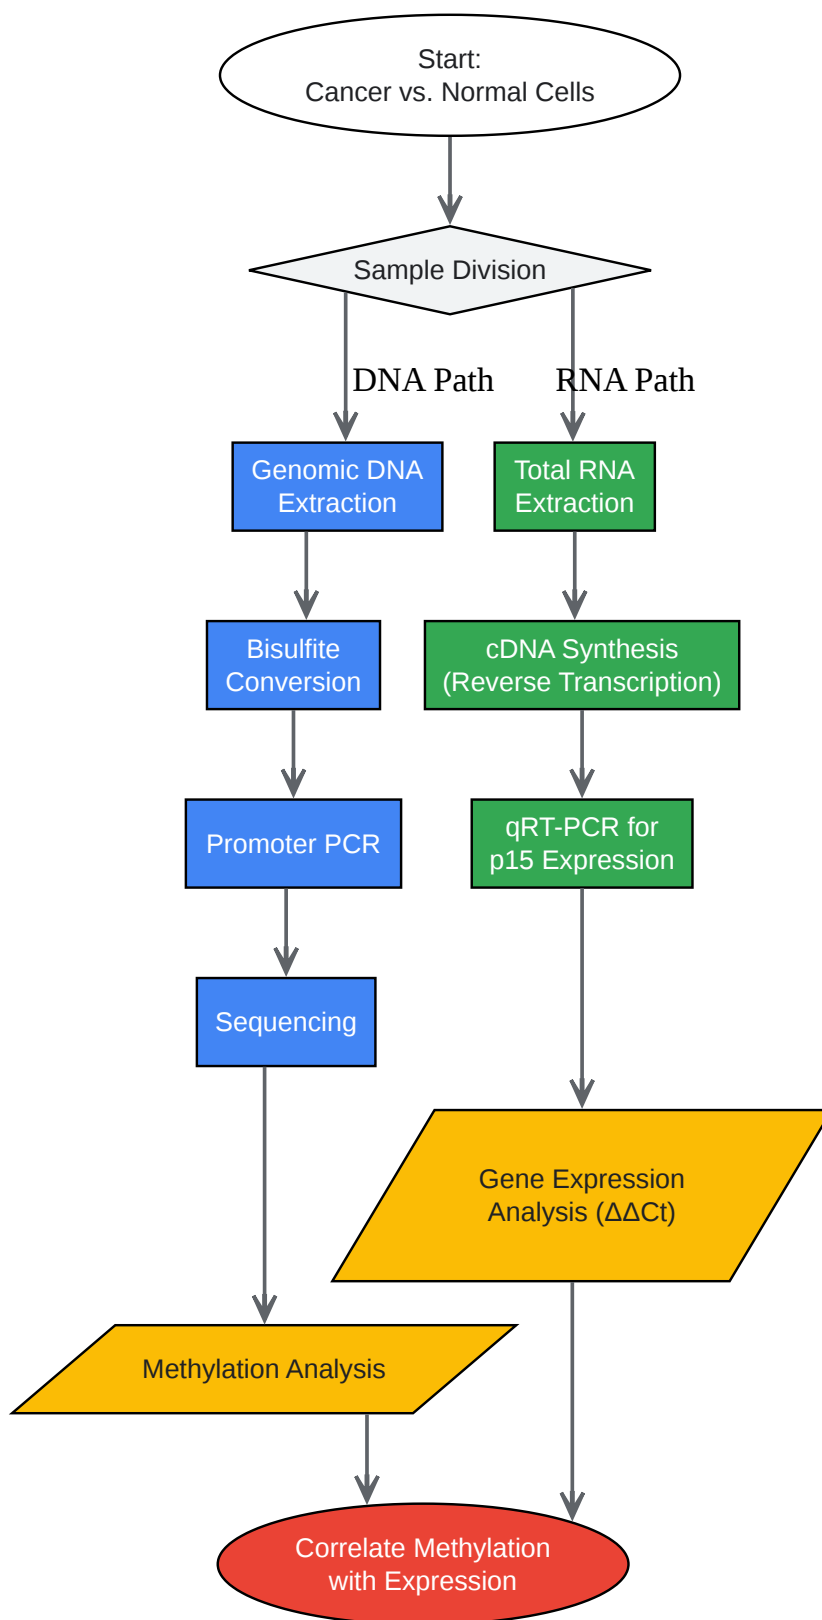 Start:
Cancer vs. Normal Cells
Sample Division
DNA Path
RNA Path
Genomic DNA
Extraction
Total RNA
Extraction
Bisulfite
Conversion
cDNA Synthesis
(Reverse Transcription)
Promoter PCR
qRT-PCR for
p15 Expression
Sequencing
Gene Expression
Analysis (ΔΔCt)
Methylation Analysis
Correlate Methylation
with Expression